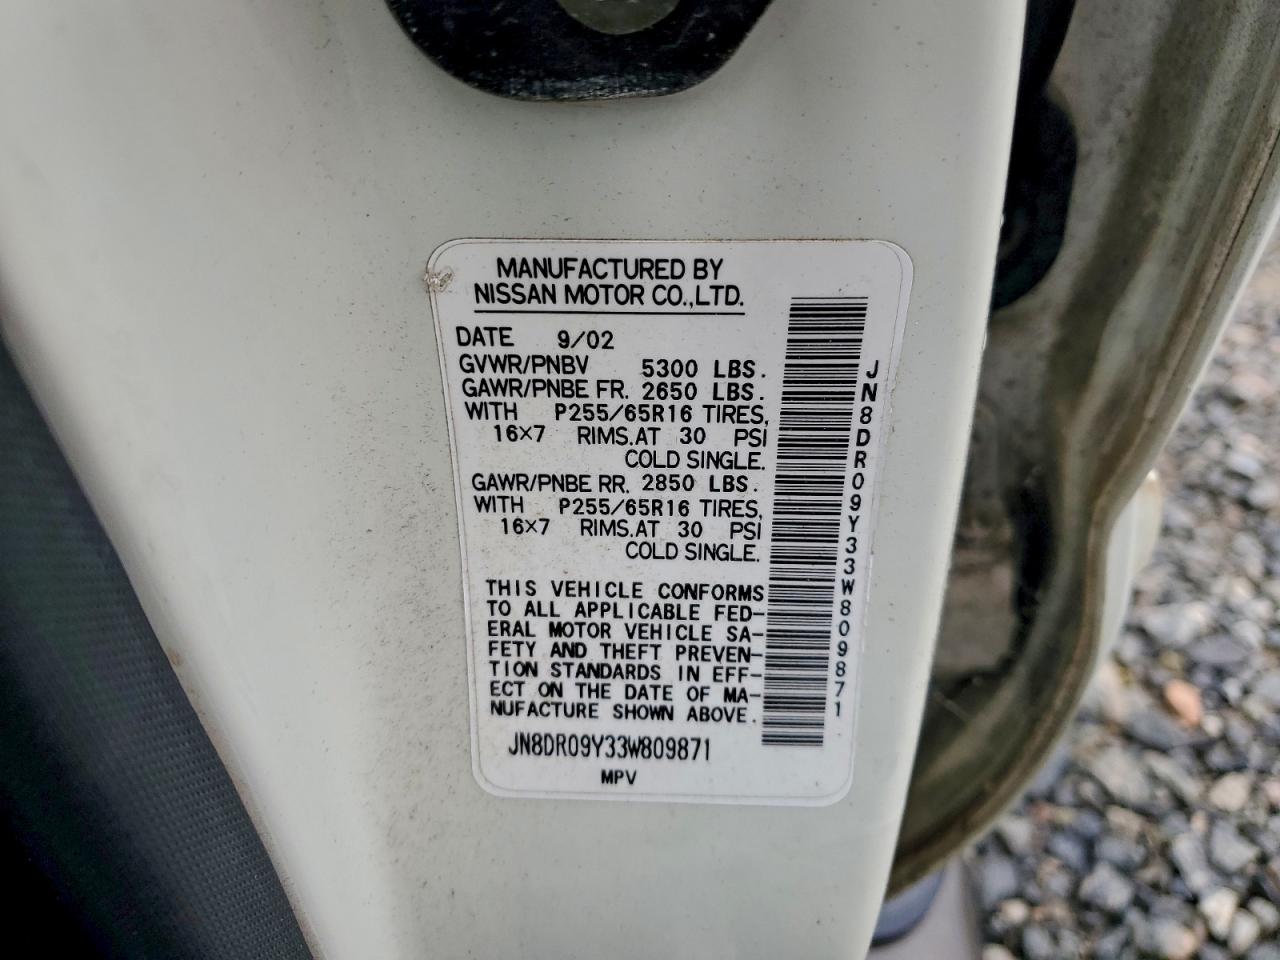 MANUFACTURED BY
NISSAN MOTOR CO.,LTD.
DATE 9/02
GVWR/PNBV 5300 LBS.
GAWR/PNBE FR. 2650 LBS.
WITH P255/65R16 TIRES,
16×7 RIMS.AT 30 PSI
COLD SINGLE.
GAWR/PNBE RR. 2850 LBS.
WITH P255/65R16 TIRES,
16×7 RIMS.AT 30 PSI
COLD SINGLE.
THIS VEHICLE CONFORMS
TO ALL APPLICABLE FED-
ERAL MOTOR VEHICLE SA-
FETY AND THEFT PREVEN-
TION STANDARDS IN EFF-
ECT ON THE DATE OF MA-
NUFACTURE SHOWN ABOVE.
JN8DR09Y33W809871
MPV
JN8DR09Y33W809871